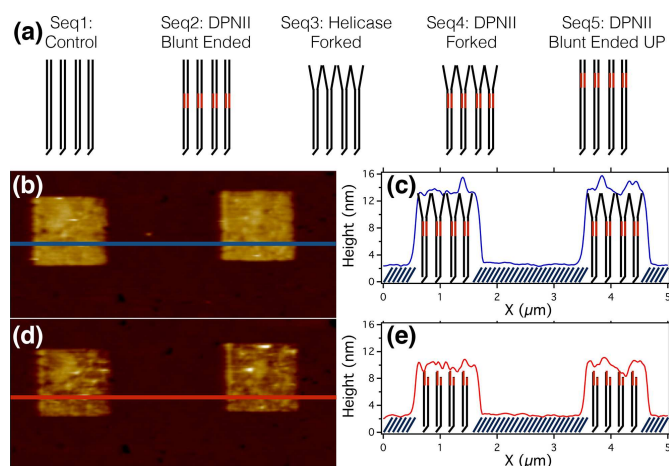 (a)
Seq1:
Control
Seq2: DPNII
Blunt Ended
Seq3: Helicase
Forked
Seq4: DPNII
Forked
Seq5: DPNII
Blunt Ended UP
(b)
(c)
Height (nm)
16
12
8
4
0
0 1 2 3 4 5
X (µm)
(d)
(e)
Height (nm)
16
12
8
4
0
0 1 2 3 4 5
X (µm)